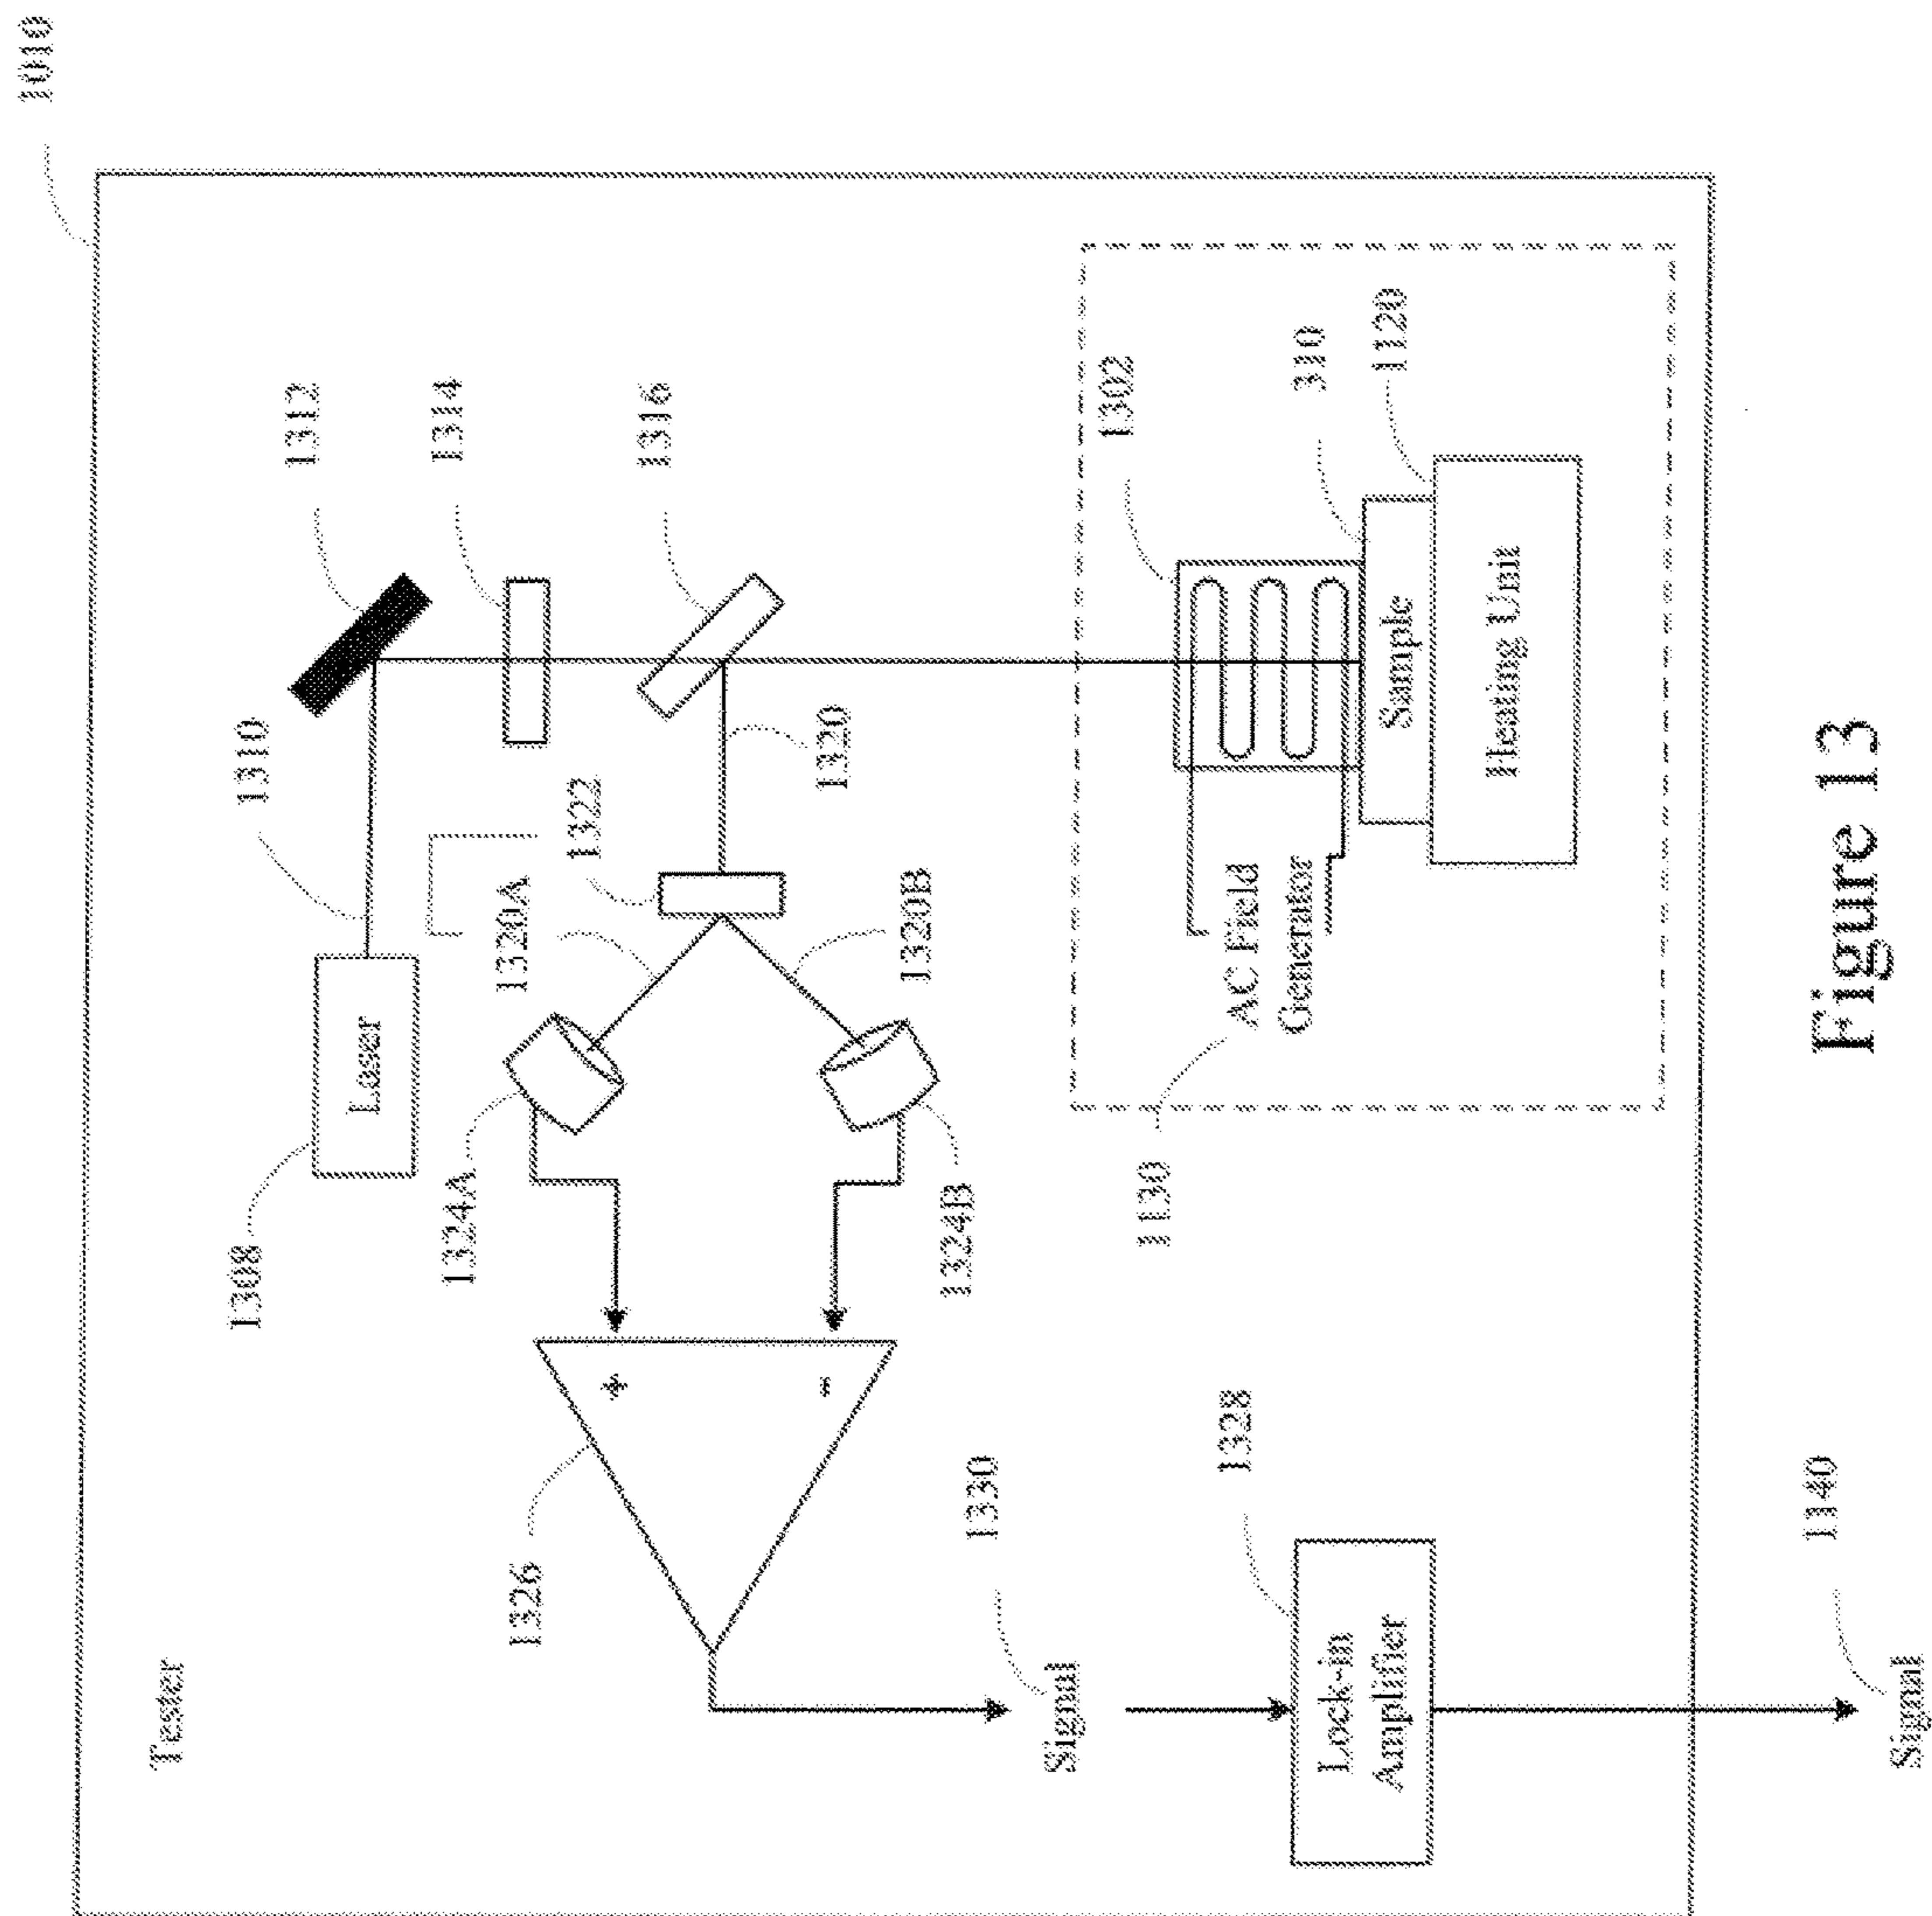 1010
Tester
1308
Laser
1310
1312
1314
1316
1320
1322
1320A
1320B
1324A
1324B
1326
+
-
1330
Signal
1328
Lock-in
Amplifier
1140
Signal
1130
AC Field
Generator
1302
310
1120
Sample
Heating Unit
Figure 13